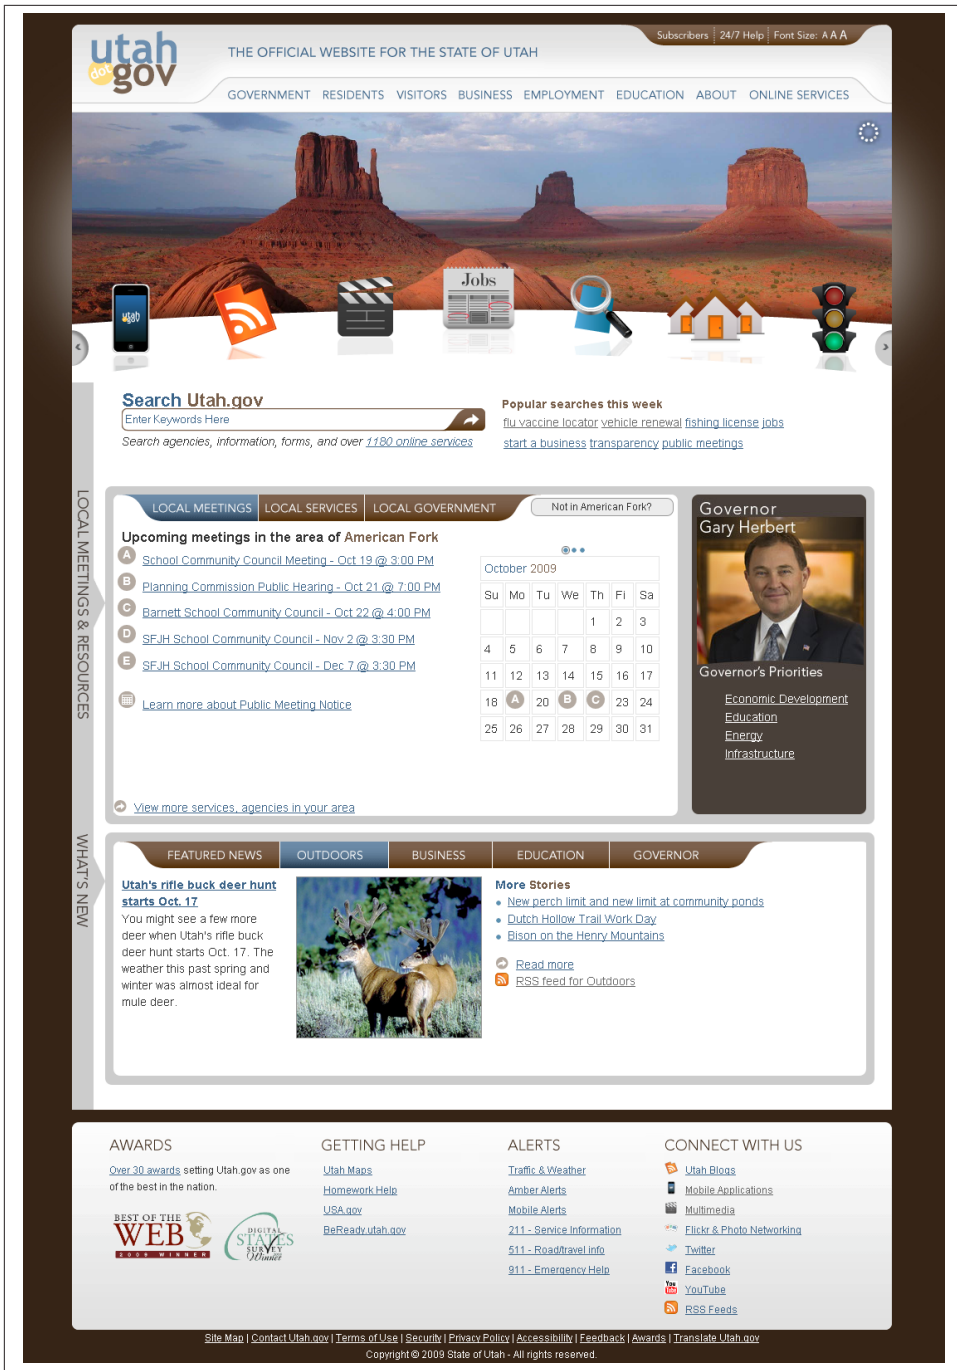 Subscribers | 24/7 Help | Font Size: A A A
utah
dot
gov
THE OFFICIAL WEBSITE FOR THE STATE OF UTAH
GOVERNMENT RESIDENTS VISITORS BUSINESS EMPLOYMENT EDUCATION ABOUT ONLINE SERVICES
utah
Jobs
Search Utah.gov
Enter Keywords Here
Search agencies, information, forms, and over 1180 online services
Popular searches this week
flu vaccine locator vehicle renewal fishing license jobs
start a business transparency public meetings
LOCAL MEETINGS & RESOURCES
LOCAL MEETINGS LOCAL SERVICES LOCAL GOVERNMENT
Not in American Fork?
Upcoming meetings in the area of American Fork
A School Community Council Meeting - Oct 19 @ 3:00 PM
B Planning Commission Public Hearing - Oct 21 @ 7:00 PM
C Barnett School Community Council - Oct 22 @ 4:00 PM
D SFJH School Community Council - Nov 2 @ 3:30 PM
E SFJH School Community Council - Dec 7 @ 3:30 PM
Learn more about Public Meeting Notice
View more services, agencies in your area
October 2009
Su Mo Tu We Th Fi Sa
1 2 3
4 5 6 7 8 9 10
11 12 13 14 15 16 17
18 A 20 B C 23 24
25 26 27 28 29 30 31
Governor
Gary Herbert
Governor's Priorities
Economic Development
Education
Energy
Infrastructure
WHAT'S NEW
FEATURED NEWS OUTDOORS BUSINESS EDUCATION GOVERNOR
Utah's rifle buck deer hunt
starts Oct. 17
You might see a few more
deer when Utah's rifle buck
deer hunt starts Oct. 17. The
weather this past spring and
winter was almost ideal for
mule deer.
More Stories
New perch limit and new limit at community ponds
Dutch Hollow Trail Work Day
Bison on the Henry Mountains
Read more
RSS feed for Outdoors
AWARDS
Over 30 awards setting Utah.gov as one
of the best in the nation.
BEST OF THE
WEB
2009 WINNER
DIGITAL
STATES
SURVEY
Winner
GETTING HELP
Utah Maps
Homework Help
USA.gov
BeReady.utah.gov
ALERTS
Traffic & Weather
Amber Alerts
Mobile Alerts
211 - Service Information
511 - Road/travel info
911 - Emergency Help
CONNECT WITH US
Utah Blogs
Mobile Applications
Multimedia
Flickr & Photo Networking
Twitter
Facebook
You Tube YouTube
RSS Feeds
Site Map | Contact Utah.gov | Terms of Use | Security | Privacy Policy | Accessibility | Feedback | Awards | Translate Utah.gov
Copyright © 2009 State of Utah - All rights reserved.